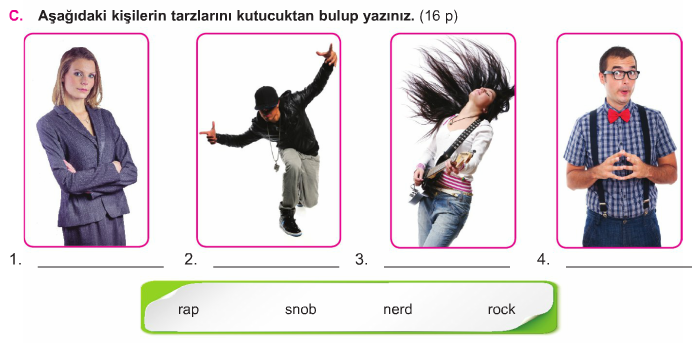 C. Aşağıdaki kişilerin tarzlarını kutucuktan bulup yazınız. (16 p)
1. 2. 3. 4.
rap snob nerd rock